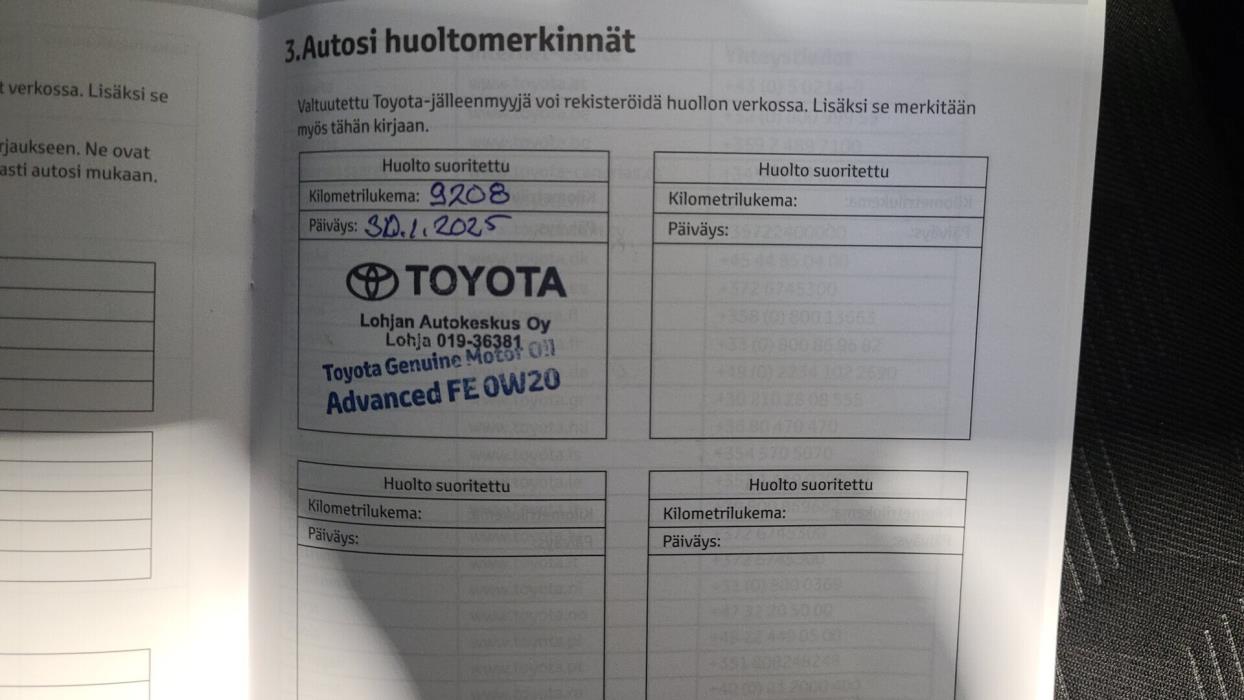 t verkossa. Lisäksi se
rjaukseen. Ne ovat
asti autosi mukaan.
3.Autosi huoltomerkinnät
Valtuutettu Toyota-jälleenmyyjä voi rekisteröidä huollon verkossa. Lisäksi se merkitään
myös tähän kirjaan.
Huolto suoritettu
Kilometrilukema: 9208
Päiväys: 30.1.2025
TOYOTA
Lohjan Autokeskus Oy
Lohja 019-36381
Toyota Genuine Motor Oil
Advanced FE 0W20
Huolto suoritettu
Kilometrilukema:
Päiväys:
Huolto suoritettu
Kilometrilukema:
Päiväys:
Huolto suoritettu
Kilometrilukema:
Päiväys: